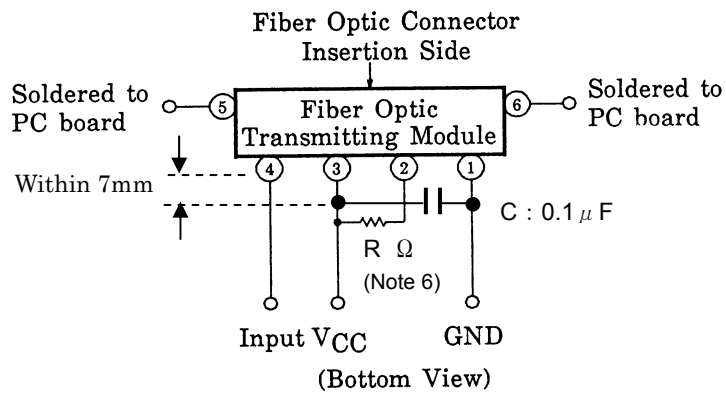 Fiber Optic Connector
Insertion Side
Soldered to
PC board
5
Fiber Optic
Transmitting Module
6
Soldered to
PC board
4
3
2
1
Within 7mm
C : 0.1 μ F
R Ω
(Note 6)
Input VCC
GND
(Bottom View)